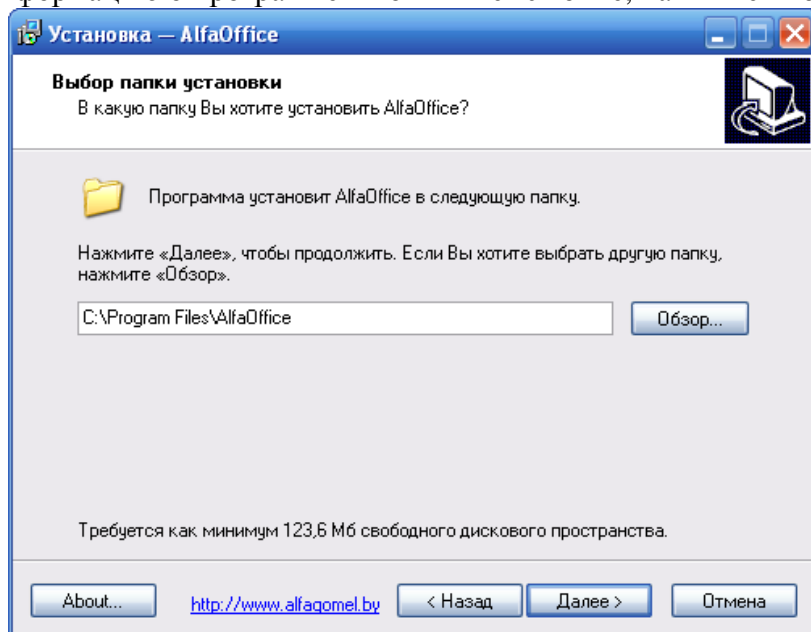 Установка — AlfaOffice
Выбор папки установки
В какую папку Вы хотите установить AlfaOffice?
Программа установит AlfaOffice в следующую папку.
Нажмите «Далее», чтобы продолжить. Если Вы хотите выбрать другую папку,
нажмите «Обзор».
C:\Program Files\AlfaOffice
Обзор...
Требуется как минимум 123,6 Мб свободного дискового пространства.
About...
http://www.alfagomel.by
< Назад
Далее >
Отмена